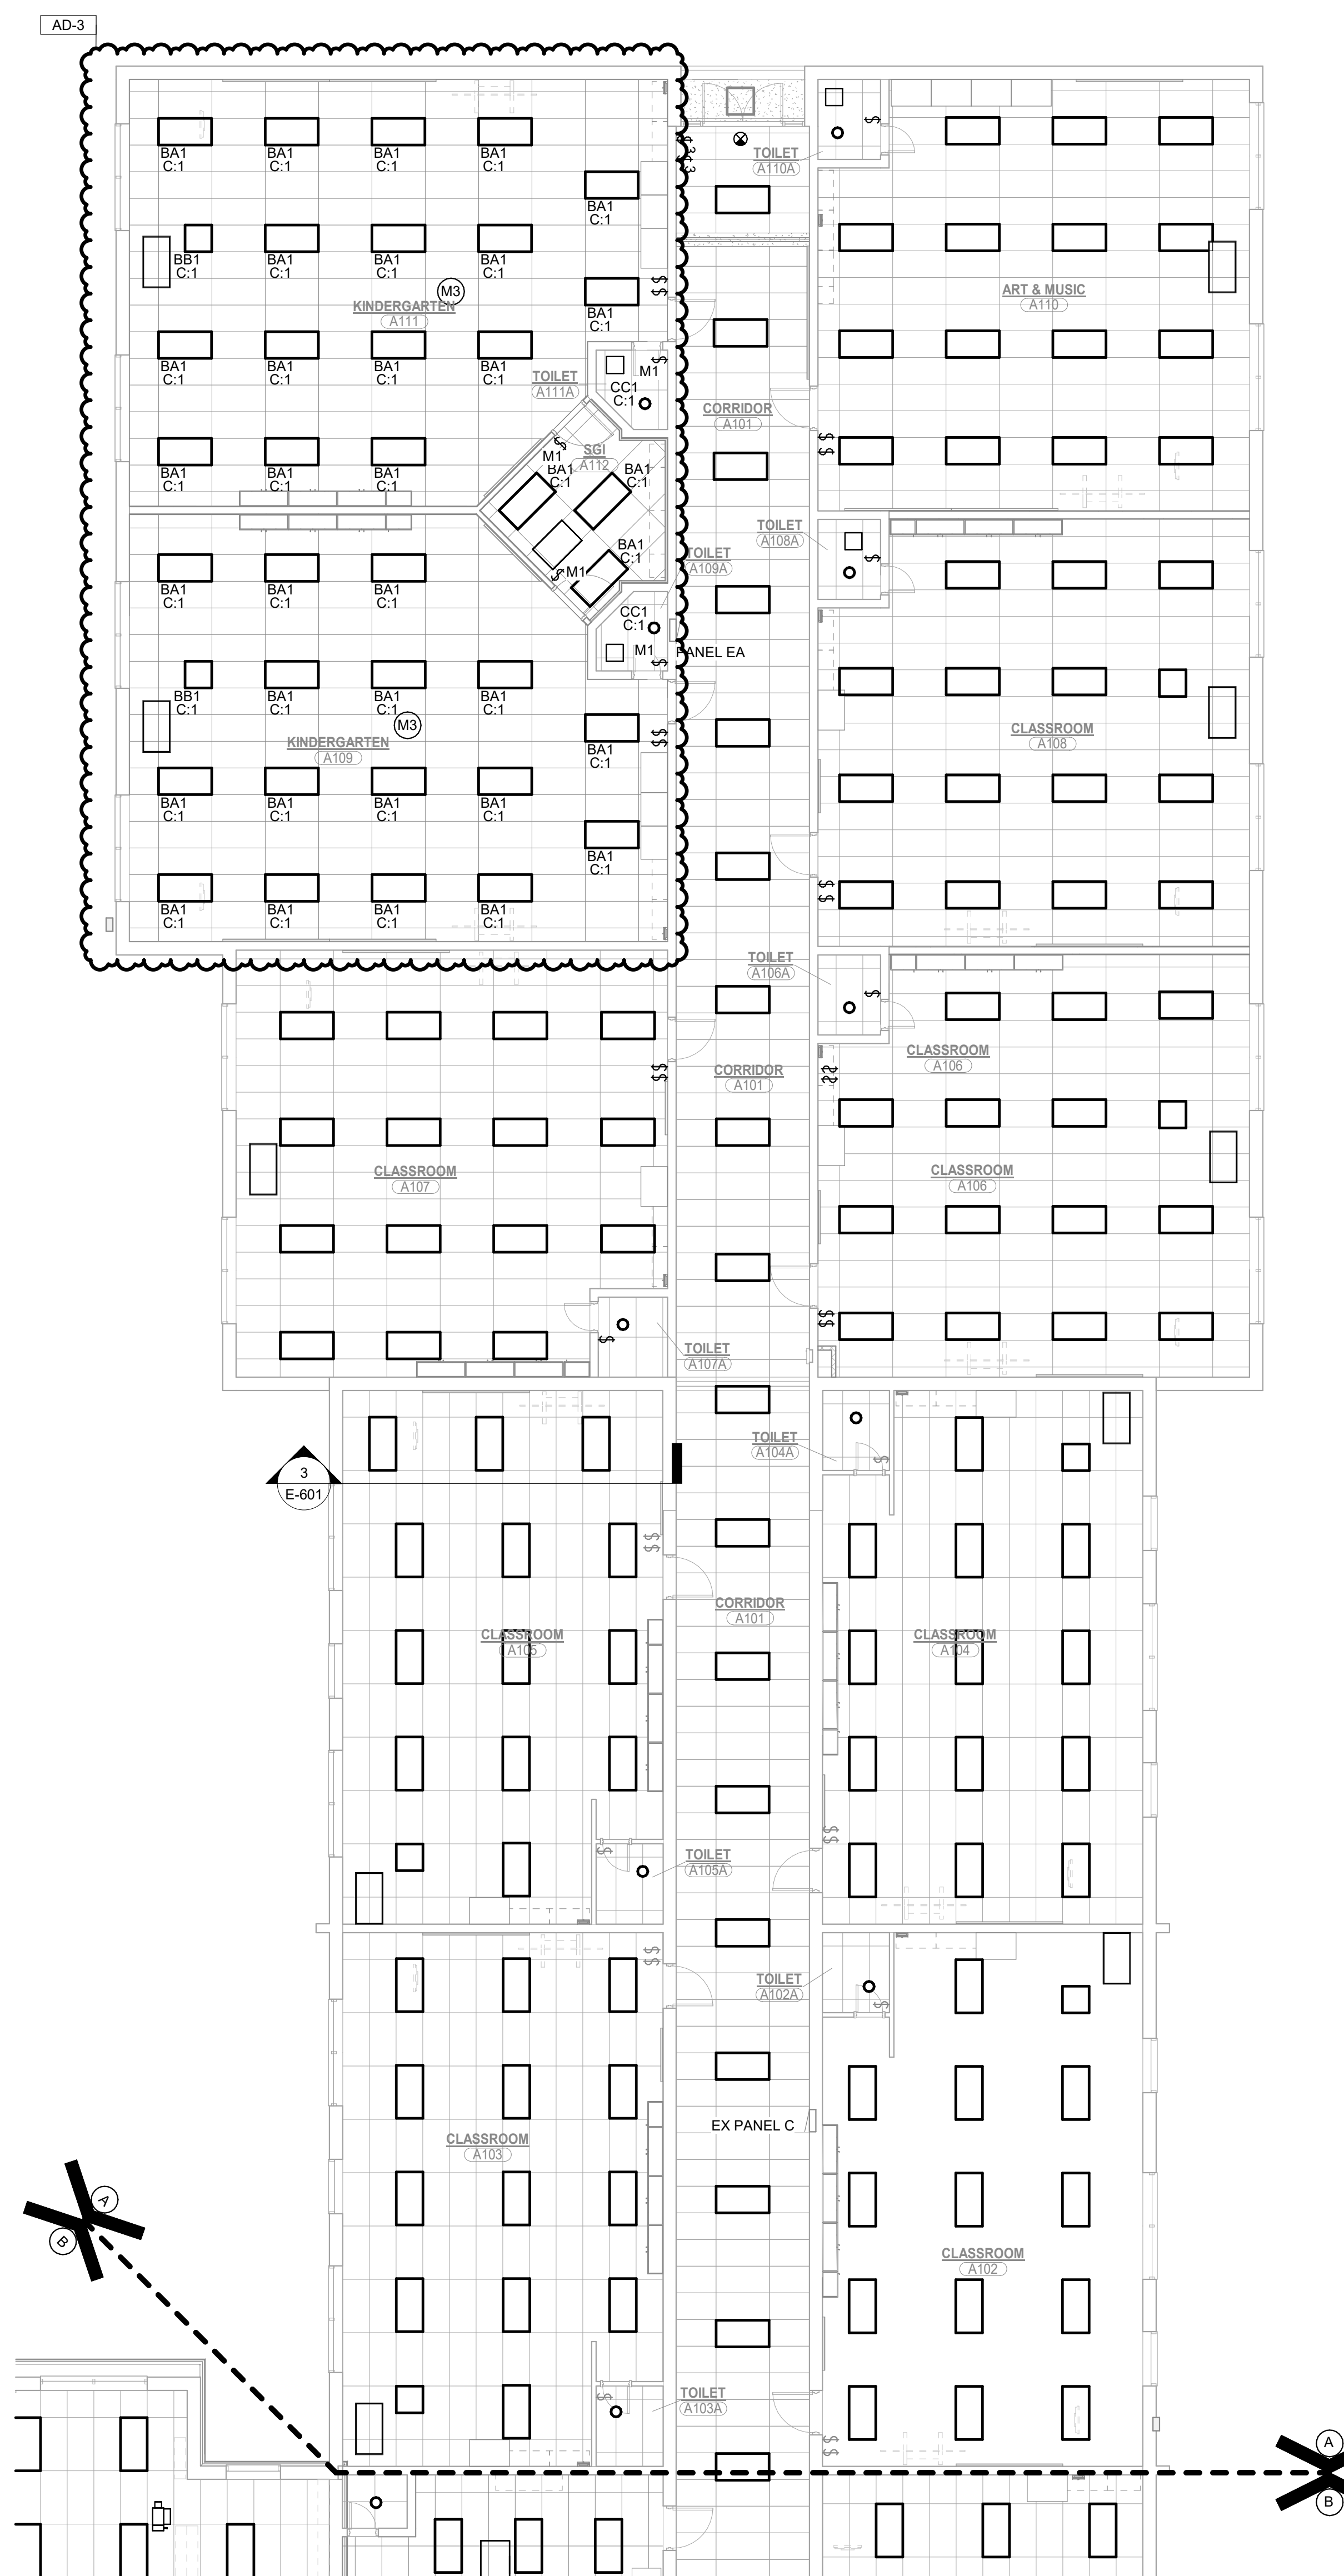 AD-3
BA1
C:1
BA1
C:1
BA1
C:1
BA1
C:1
BA1
C:1
$3
$3
TOILET
A110A
$
BB1
C:1
BA1
C:1
BA1
C:1
BA1
C:1
M3
KINDERGARTEN
A111
BA1
C:1
$$
ART & MUSIC
A110
BA1
C:1
BA1
C:1
BA1
C:1
BA1
C:1
TOILET
A111A
$
M1
CC1
C:1
CORRIDOR
A101
BA1
C:1
BA1
C:1
BA1
C:1
BA1
C:1
$
M1
SGI
A112
BA1
C:1
BA1
C:1
$$
BA1
C:1
$
M1
TOILET
A109A
TOILET
A108A
$
BA1
C:1
BA1
C:1
BA1
C:1
CC1
C:1
M1
$
PANEL EA
BB1
C:1
BA1
C:1
BA1
C:1
BA1
C:1
M3
KINDERGARTEN
A109
BA1
C:1
$$
CLASSROOM
A108
BA1
C:1
BA1
C:1
BA1
C:1
BA1
C:1
BA1
C:1
$$
BA1
C:1
BA1
C:1
BA1
C:1
BA1
C:1
TOILET
A106A
$
CLASSROOM
A106
$$
$$
CORRIDOR
A101
CLASSROOM
A107
CLASSROOM
A106
$$
$
TOILET
A107A
TOILET
A104A
$
3
E-601
$$
CORRIDOR
A101
CLASSROOM
A105
CLASSROOM
A104
$$
$
TOILET
A105A
$$
TOILET
A102A
$
EX PANEL C
CLASSROOM
A103
CLASSROOM
A102
A
B
$
TOILET
A103A
$$
A
B